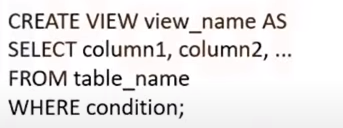 CREATE VIEW view_name AS
SELECT column1, column2, ...
FROM table_name
WHERE condition;